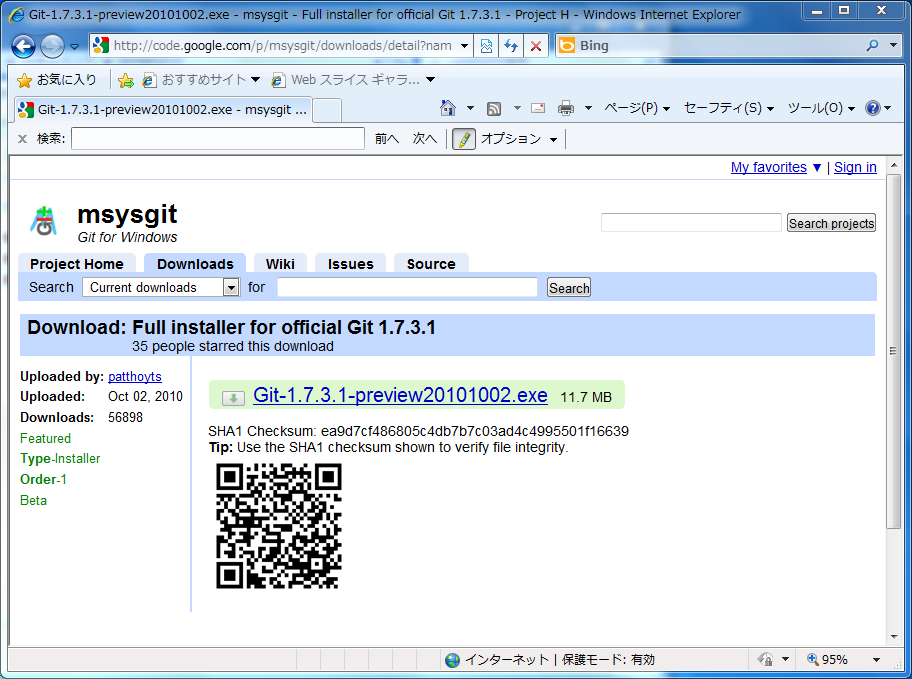 Git-1.7.3.1-preview20101002.exe - msysgit - Full installer for official Git 1.7.3.1 - Project H - Windows Internet Explorer
http://code.google.com/p/msysgit/downloads/detail?nam
Bing
お気に入り
おすすめサイト
Web スライス ギャラ...
Git-1.7.3.1-preview20101002.exe - msysgit ...
ページ(P)
セーフティ(S)
ツール(O)
検索:
前へ
次へ
オプション
My favorites ▼ | Sign in
msysgit
Git for Windows
Search projects
Project Home
Downloads
Wiki
Issues
Source
Search
Current downloads
for
Search
Download: Full installer for official Git 1.7.3.1
35 people starred this download
Uploaded by: patthoyts
Uploaded: Oct 02, 2010
Downloads: 56898
Featured
Type-Installer
Order-1
Beta
Git-1.7.3.1-preview20101002.exe 11.7 MB
SHA1 Checksum: ea9d7cf486805c4db7b7c03ad4c4995501f16639
Tip: Use the SHA1 checksum shown to verify file integrity.
インターネット | 保護モード: 有効
95%